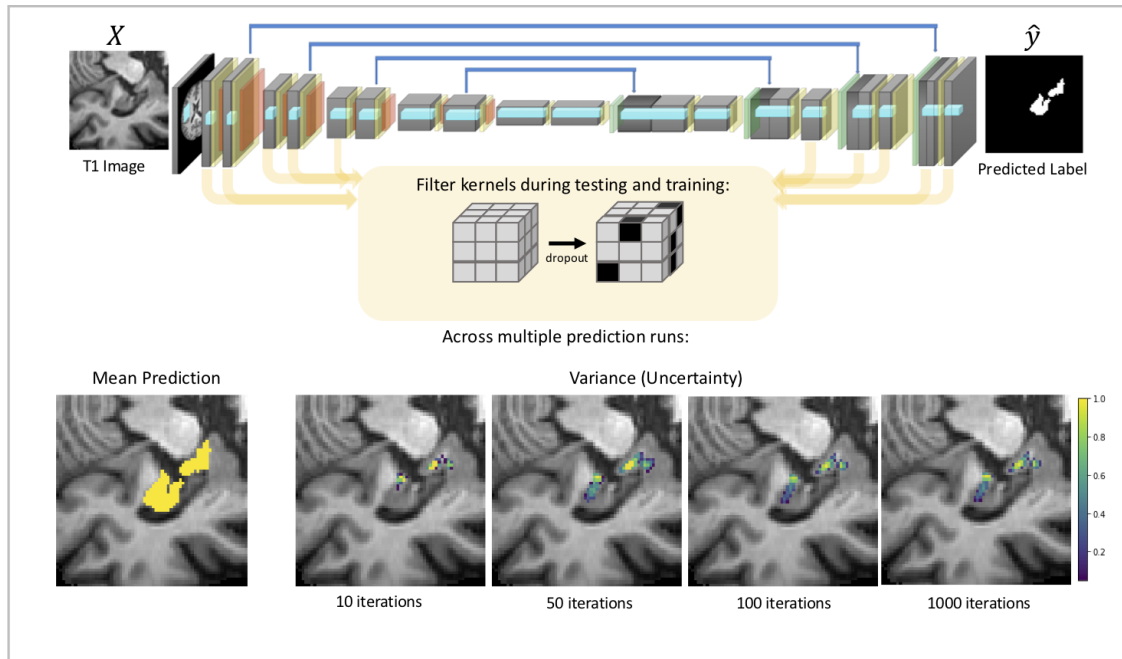 X
ŷ
T1 Image
Predicted Label
Filter kernels during testing and training:
dropout
Across multiple prediction runs:
Mean Prediction
Variance (Uncertainty)
1.0
0.8
0.6
0.4
0.2
10 iterations
50 iterations
100 iterations
1000 iterations